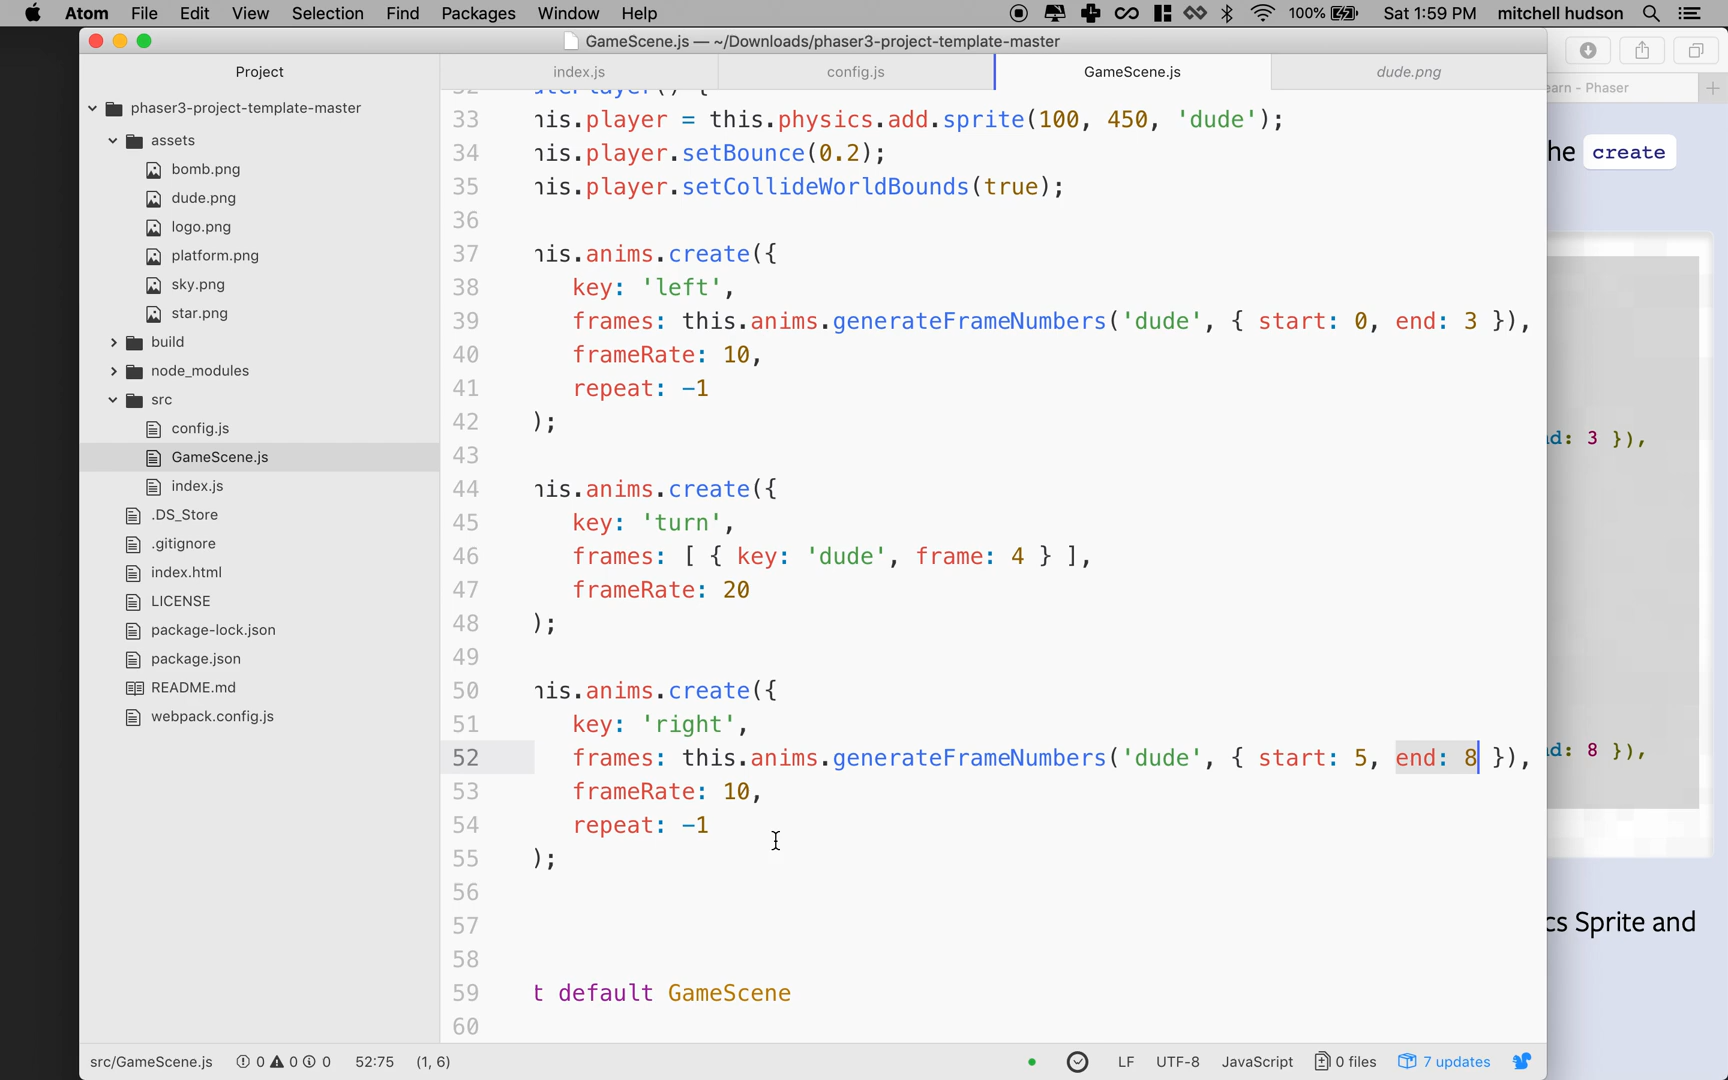 Atom File Edit View Selection Find Packages Window Help 100% Sat 1:59 PM mitchell hudson
GameScene.js — ~/Downloads/phaser3-project-template-master
Project
index.js
config.js
GameScene.js
dude.png
earn - Phaser
phaser3-project-template-master
assets
bomb.png
dude.png
logo.png
platform.png
sky.png
star.png
build
node_modules
src
config.js
GameScene.js
index.js
.DS_Store
.gitignore
index.html
LICENSE
package-lock.json
package.json
README.md
webpack.config.js
33 his.player = this.physics.add.sprite(100, 450, 'dude');
34 his.player.setBounce(0.2);
35 his.player.setCollideWorldBounds(true);
36
37 his.anims.create({
38 key: 'left',
39 frames: this.anims.generateFrameNumbers('dude', { start: 0, end: 3 }),
40 frameRate: 10,
41 repeat: -1
42 );
43
44 his.anims.create({
45 key: 'turn',
46 frames: [ { key: 'dude', frame: 4 } ],
47 frameRate: 20
48 );
49
50 his.anims.create({
51 key: 'right',
52 frames: this.anims.generateFrameNumbers('dude', { start: 5, end: 8 }),
53 frameRate: 10,
54 repeat: -1
55 );
56
57
58
59 t default GameScene
60
he create
d: 3 }),
d: 8 }),
cs Sprite and
src/GameScene.js 0 0 0 52:75 (1, 6) LF UTF-8 JavaScript 0 files 7 updates